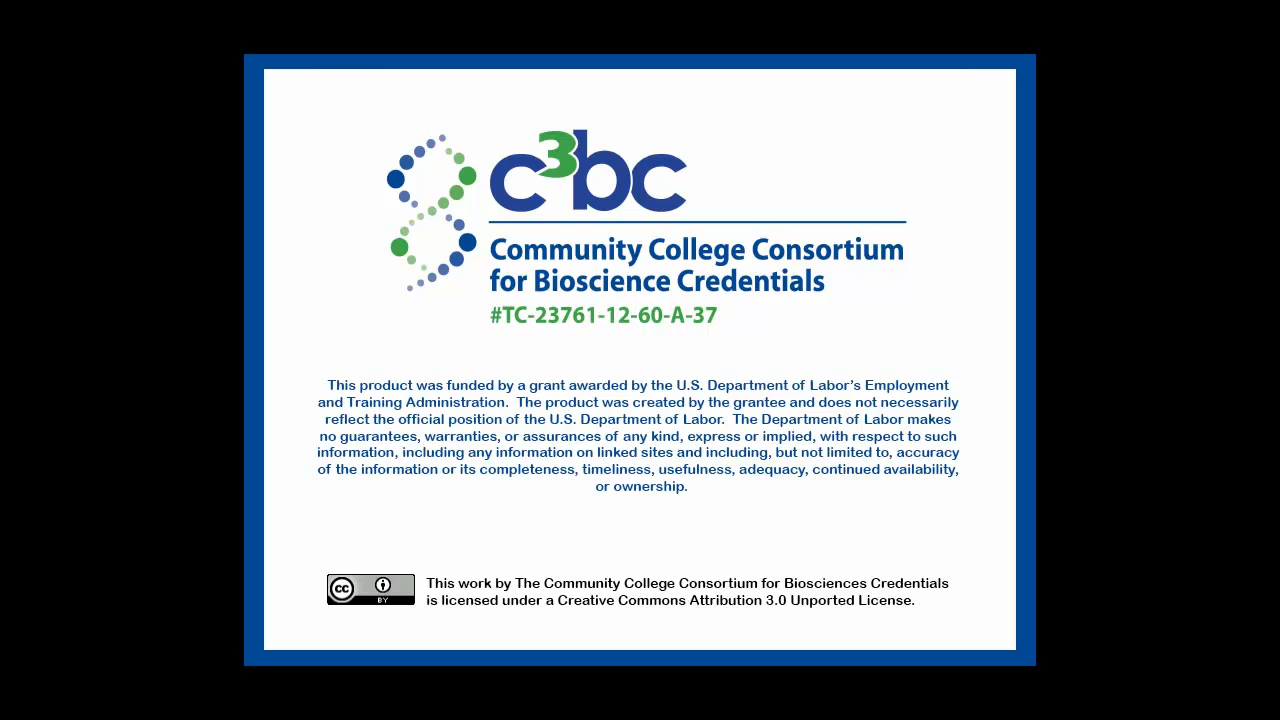 c3bc
Community College Consortium
for Bioscience Credentials
#TC-23761-12-60-A-37
This product was funded by a grant awarded by the U.S. Department of Labor’s Employment
and Training Administration.  The product was created by the grantee and does not necessarily
reflect the official position of the U.S. Department of Labor.  The Department of Labor makes
no guarantees, warranties, or assurances of any kind, express or implied, with respect to such
information, including any information on linked sites and including, but not limited to, accuracy
of the information or its completeness, timeliness, usefulness, adequacy, continued availability,
or ownership.
cc BY
This work by The Community College Consortium for Biosciences Credentials
is licensed under a Creative Commons Attribution 3.0 Unported License.